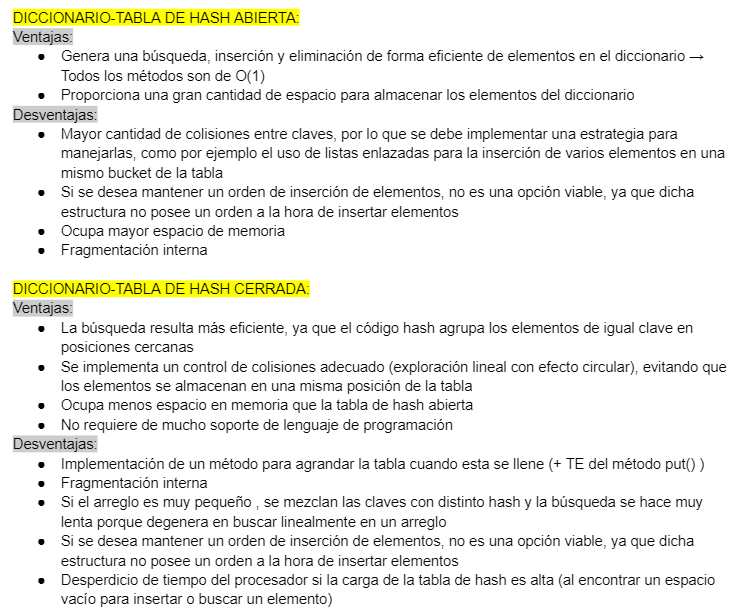 DICCIONARIO-TABLA DE HASH ABIERTA:
Ventajas:
● Genera una búsqueda, inserción y eliminación de forma eficiente de elementos en el diccionario →
Todos los métodos son de O(1)
● Proporciona una gran cantidad de espacio para almacenar los elementos del diccionario
Desventajas:
● Mayor cantidad de colisiones entre claves, por lo que se debe implementar una estrategia para
manejarlas, como por ejemplo el uso de listas enlazadas para la inserción de varios elementos en una
mismo bucket de la tabla
● Si se desea mantener un orden de inserción de elementos, no es una opción viable, ya que dicha
estructura no posee un orden a la hora de insertar elementos
● Ocupa mayor espacio de memoria
● Fragmentación interna
DICCIONARIO-TABLA DE HASH CERRADA:
Ventajas:
● La búsqueda resulta más eficiente, ya que el código hash agrupa los elementos de igual clave en
posiciones cercanas
● Se implementa un control de colisiones adecuado (exploración lineal con efecto circular), evitando que
los elementos se almacenan en una misma posición de la tabla
● Ocupa menos espacio en memoria que la tabla de hash abierta
● No requiere de mucho soporte de lenguaje de programación
Desventajas:
● Implementación de un método para agrandar la tabla cuando esta se llene (+ TE del método put() )
● Fragmentación interna
● Si el arreglo es muy pequeño , se mezclan las claves con distinto hash y la búsqueda se hace muy
lenta porque degenera en buscar linealmente en un arreglo
● Si se desea mantener un orden de inserción de elementos, no es una opción viable, ya que dicha
estructura no posee un orden a la hora de insertar elementos
● Desperdicio de tiempo del procesador si la carga de la tabla de hash es alta (al encontrar un espacio
vacío para insertar o buscar un elemento)